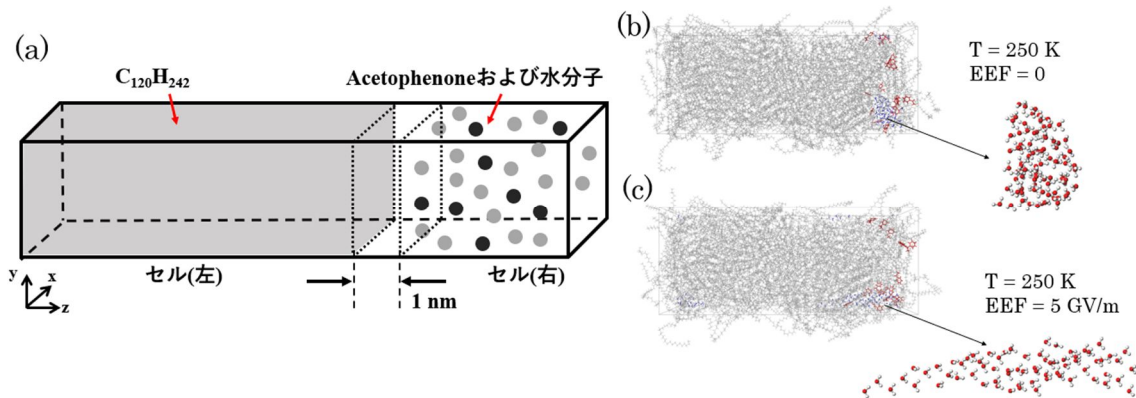 (a)
C₁₂₀H₂₄₂
Acetophenoneおよび水分子
セル(左)
セル(右)
1 nm
y
x
z
(b)
T = 250 K
EEF = 0
(c)
T = 250 K
EEF = 5 GV/m